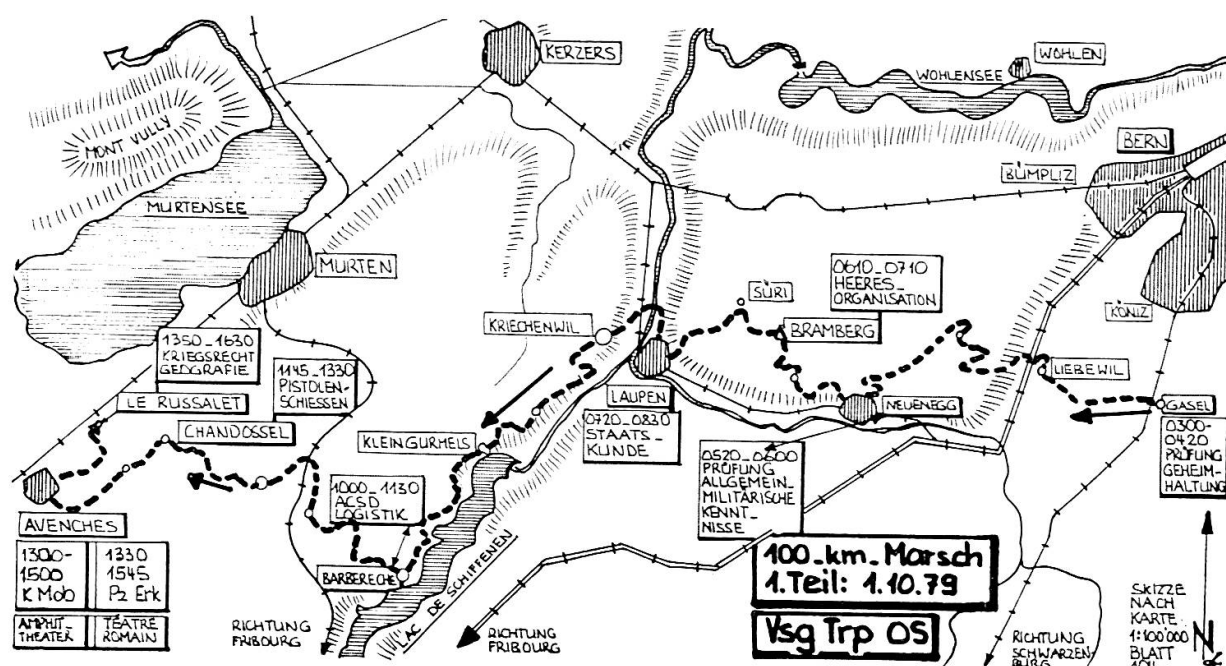 KERZERS
WOHLEN
WOHLENSEE
MONT VULLY
BERN
BÜMPLIZ
MURTENSEE
MURTEN
0610_0710
HEERES_
ORGANISATION
SÜRI
KÖNIZ
KRIECHENWIL
BRAMBERG
1350_1630
KRIEGSRECHT
GEOGRAFIE
1145_1330
PISTOLEN_
SCHIESSEN
LIEBEWIL
LE RUSSALET
LAUPEN
NEUENEGG
GASEL
CHANDOSSEL
0720_0830
STAATS_
KUNDE
0300-
0420
PRÜFUNG
GEHEIM-
HALTUNG
KLEINGURMELS
0520_0600
PRÜFUNG
ALLGEMEIN_
MILITÄRISCHE
KENNT_
NISSE
1000_1130
ACSD
LOGISTIK
AVENCHES
1300-
1500
K Mob
1330
1545
Pz Erk
AMPHIT_
THEATER
TEATRE
ROMAIN
BARBERECHE
LAC DE SCHIFFENEN
100_km_Marsch
1.Teil: 1.10.79
Vsg Trp OS
RICHTUNG
FRIBOURG
RICHTUNG
FRIBOURG
RICHTUNG
SCHWARZEN-
SKIZZE
NACH
KARTE
1:100'000
BLATT
N